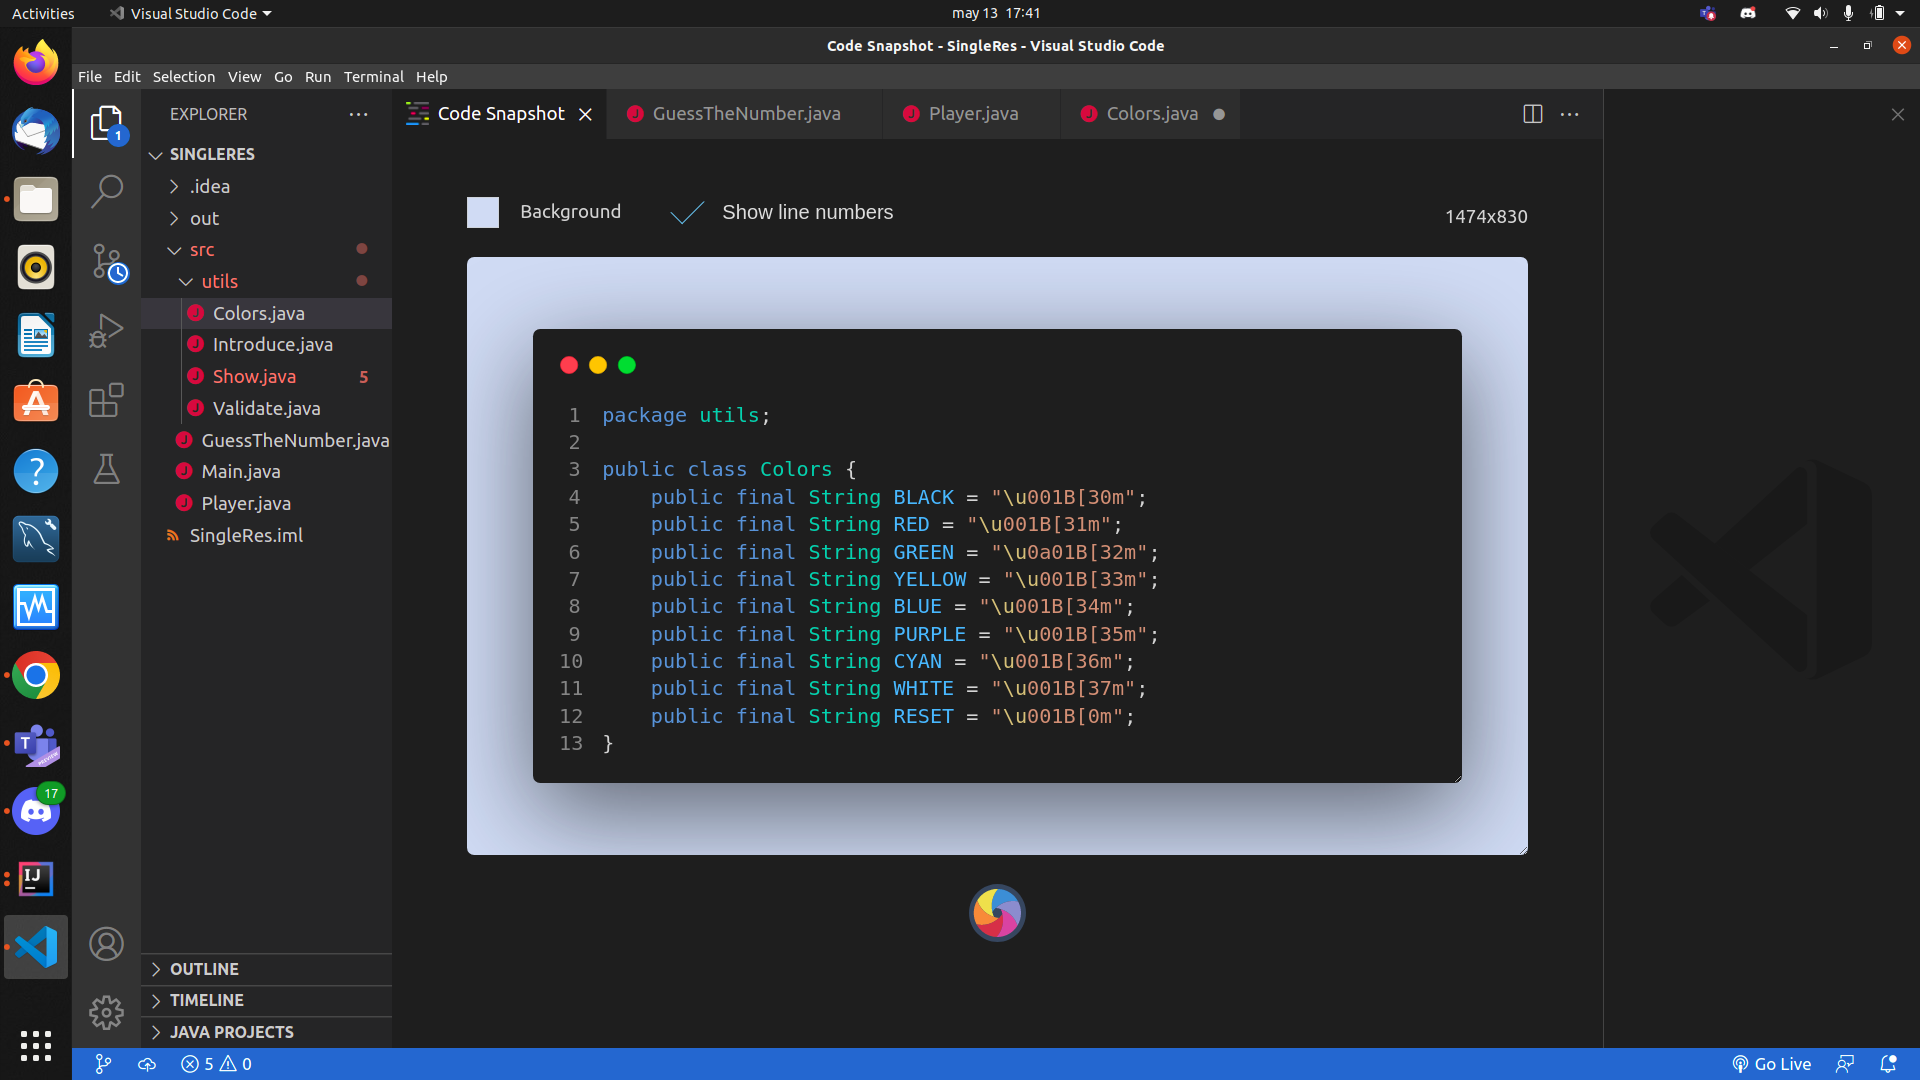 Activities
Visual Studio Code
may 13 17:41
Code Snapshot - SingleRes - Visual Studio Code
File Edit Selection View Go Run Terminal Help
EXPLORER
Code Snapshot
GuessTheNumber.java
Player.java
Colors.java
1
SINGLERES
.idea
out
src
utils
Colors.java
Introduce.java
Show.java 5
Validate.java
GuessTheNumber.java
Main.java
Player.java
SingleRes.iml
Background
Show line numbers
1474x830
1 package utils;
2
3 public class Colors {
4 public final String BLACK = "\u001B[30m";
5 public final String RED = "\u001B[31m";
6 public final String GREEN = "\u0a01B[32m";
7 public final String YELLOW = "\u001B[33m";
8 public final String BLUE = "\u001B[34m";
9 public final String PURPLE = "\u001B[35m";
10 public final String CYAN = "\u001B[36m";
11 public final String WHITE = "\u001B[37m";
12 public final String RESET = "\u001B[0m";
13 }
17
IJ
OUTLINE
TIMELINE
JAVA PROJECTS
5 0
Go Live